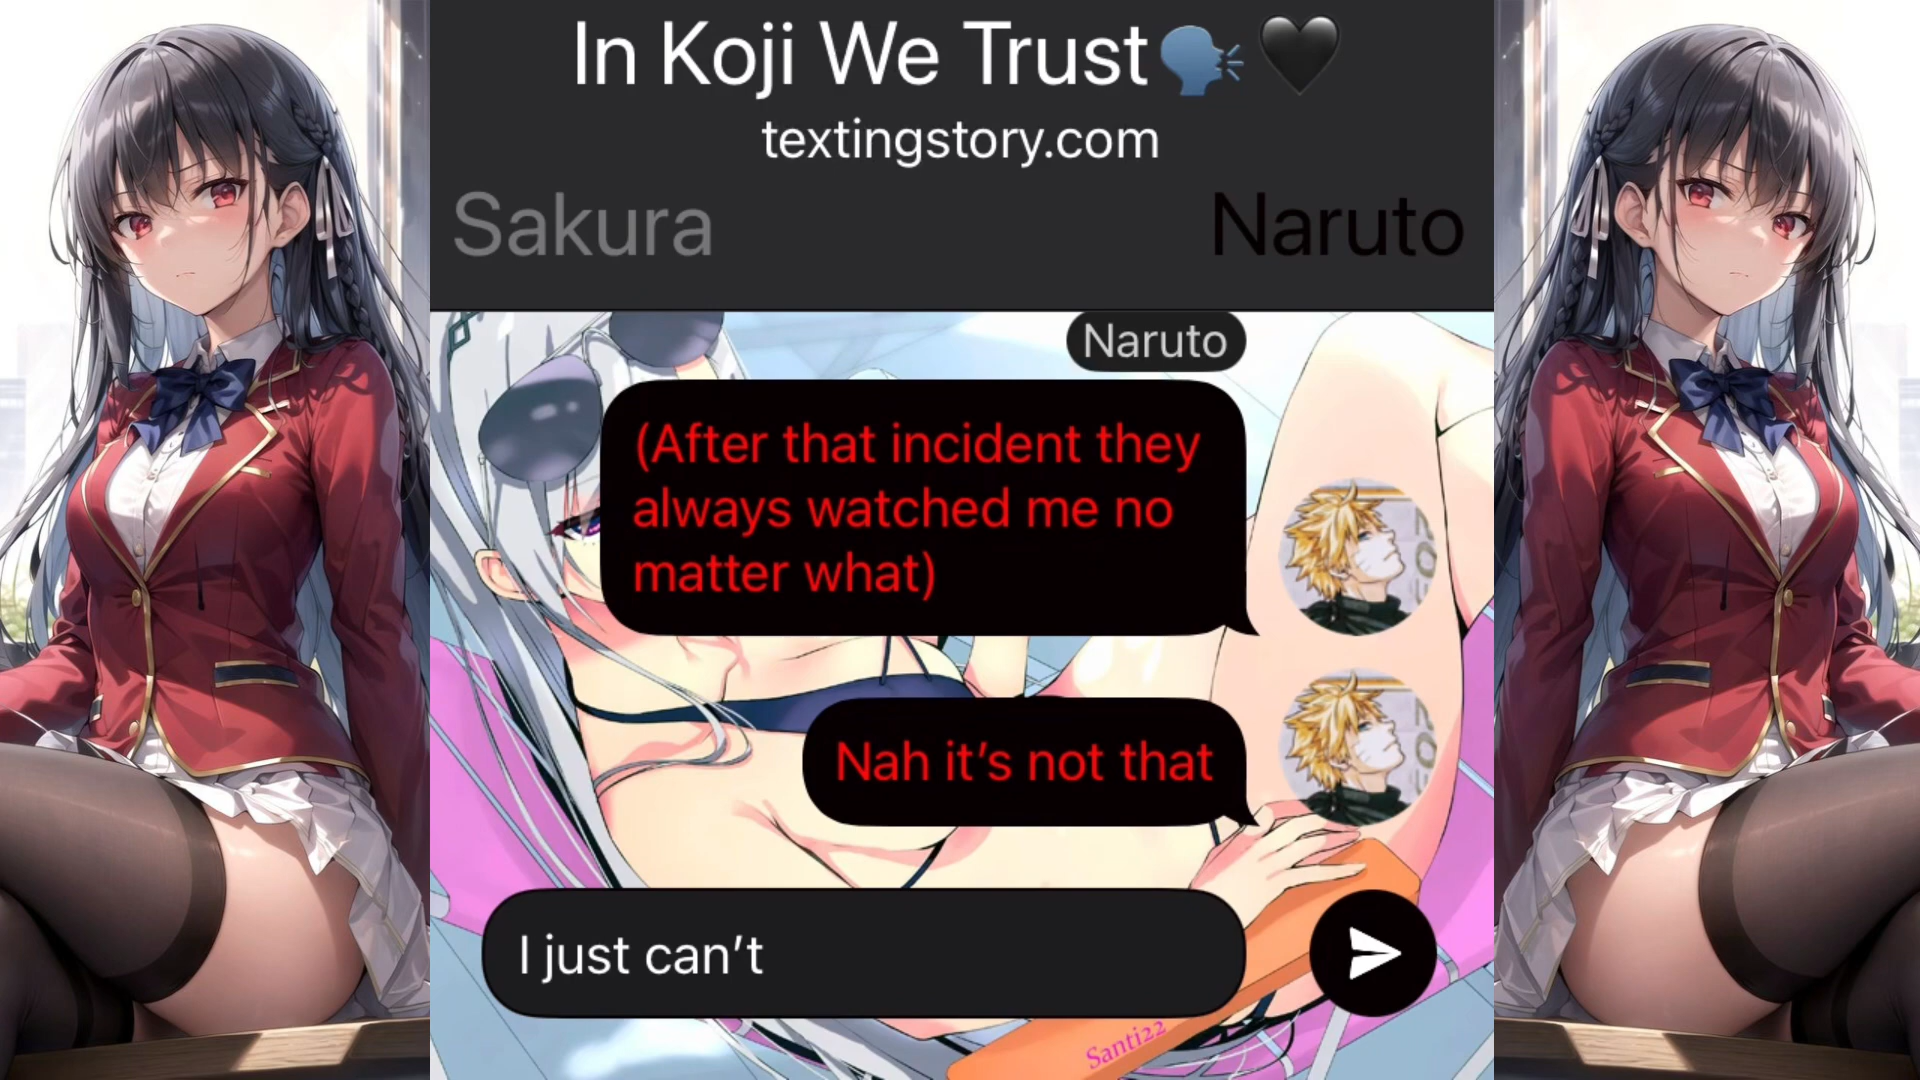 In Koji We Trust🗣️🖤
textingstory.com
Sakura
Naruto
Naruto
(After that incident they
always watched me no
matter what)
Nah it’s not that
I just can’t
Santi22